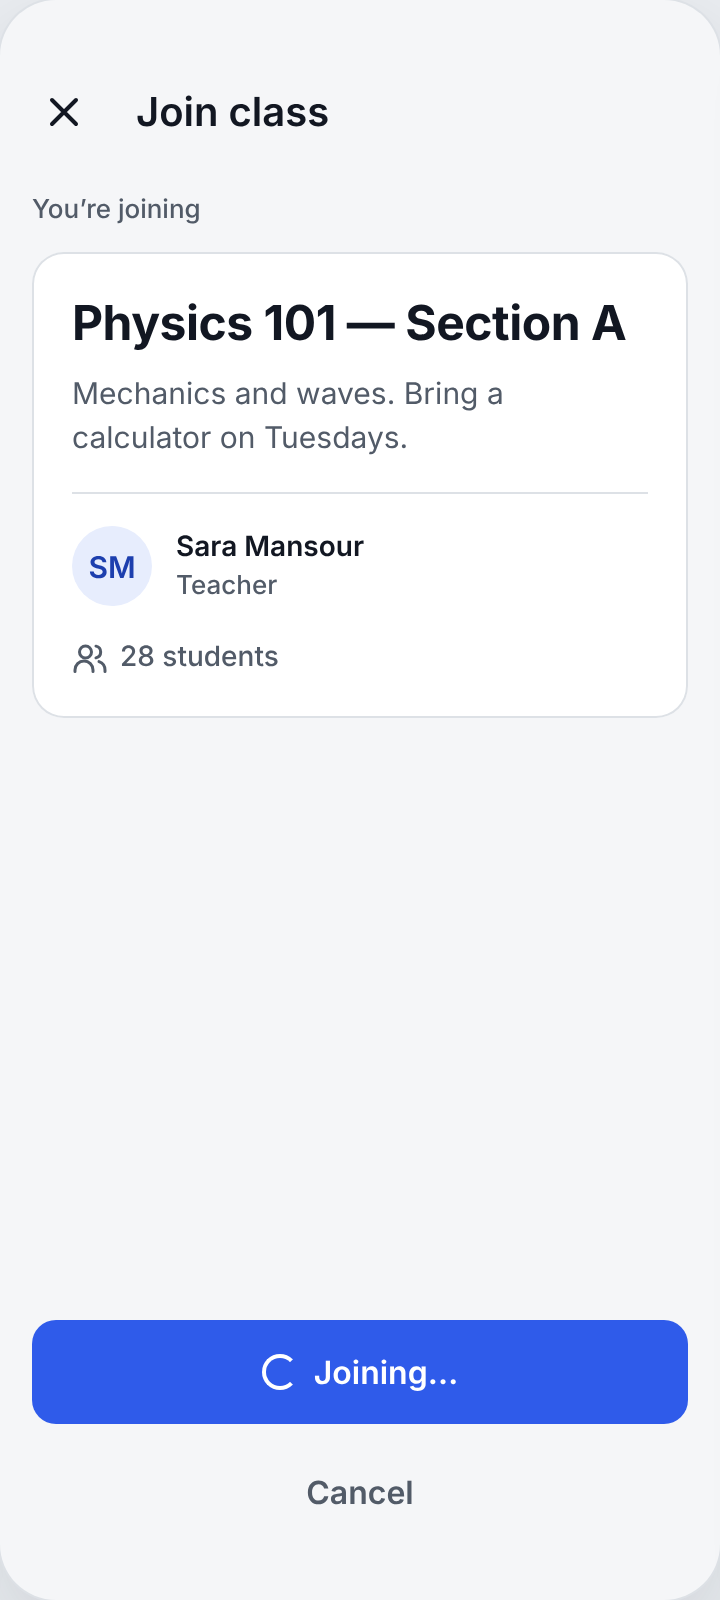 Join class
You’re joining
Physics 101 — Section A
Mechanics and waves. Bring a
calculator on Tuesdays.
SM
Sara Mansour
Teacher
28 students
Joining…
Cancel